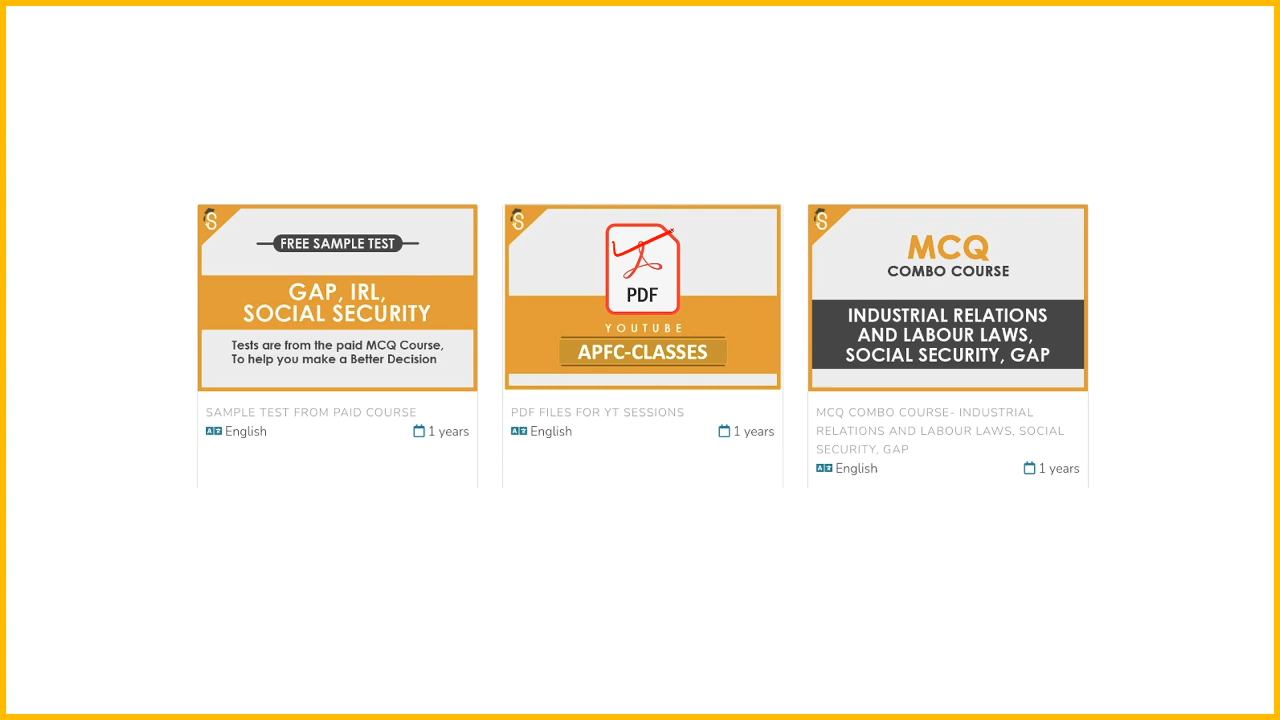 FREE SAMPLE TEST
GAP, IRL,
SOCIAL SECURITY
Tests are from the paid MCQ Course,
To help you make a Better Decision
SAMPLE TEST FROM PAID COURSE
English
1 years
PDF
YOUTUBE
APFC-CLASSES
PDF FILES FOR YT SESSIONS
English
1 years
MCQ
COMBO COURSE
INDUSTRIAL RELATIONS
AND LABOUR LAWS,
SOCIAL SECURITY, GAP
MCQ COMBO COURSE- INDUSTRIAL
RELATIONS AND LABOUR LAWS, SOCIAL
SECURITY, GAP
English
1 years